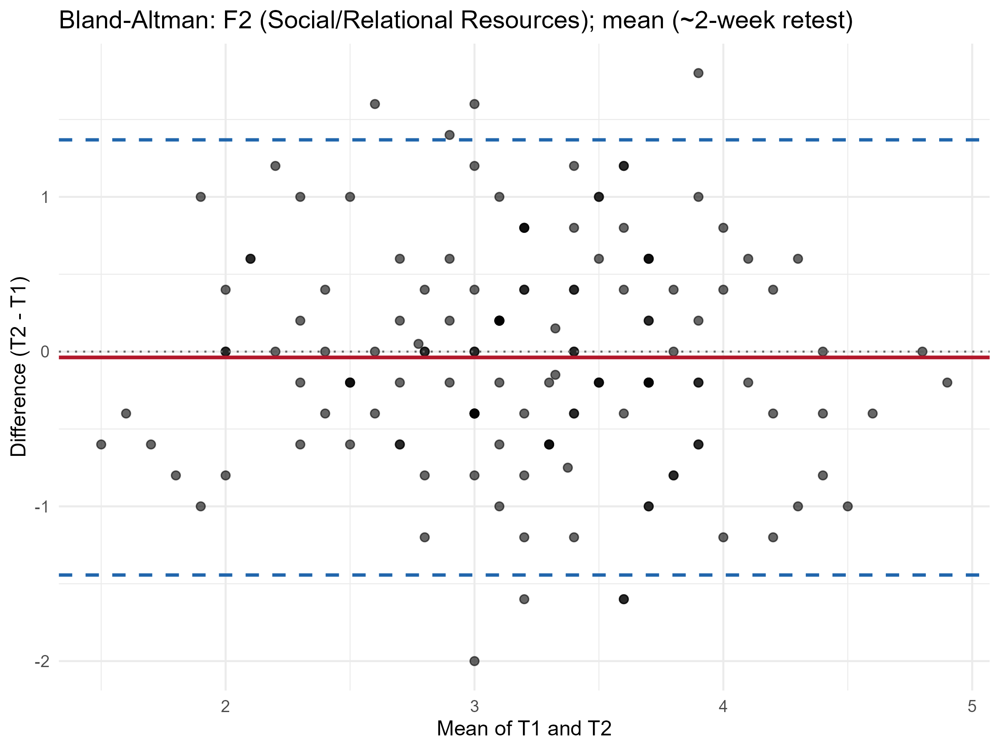 Bland-Altman: F2 (Social/Relational Resources); mean (~2-week retest)
Difference (T2 - T1)
1
0
-1
-2
2 3 4 5
Mean of T1 and T2